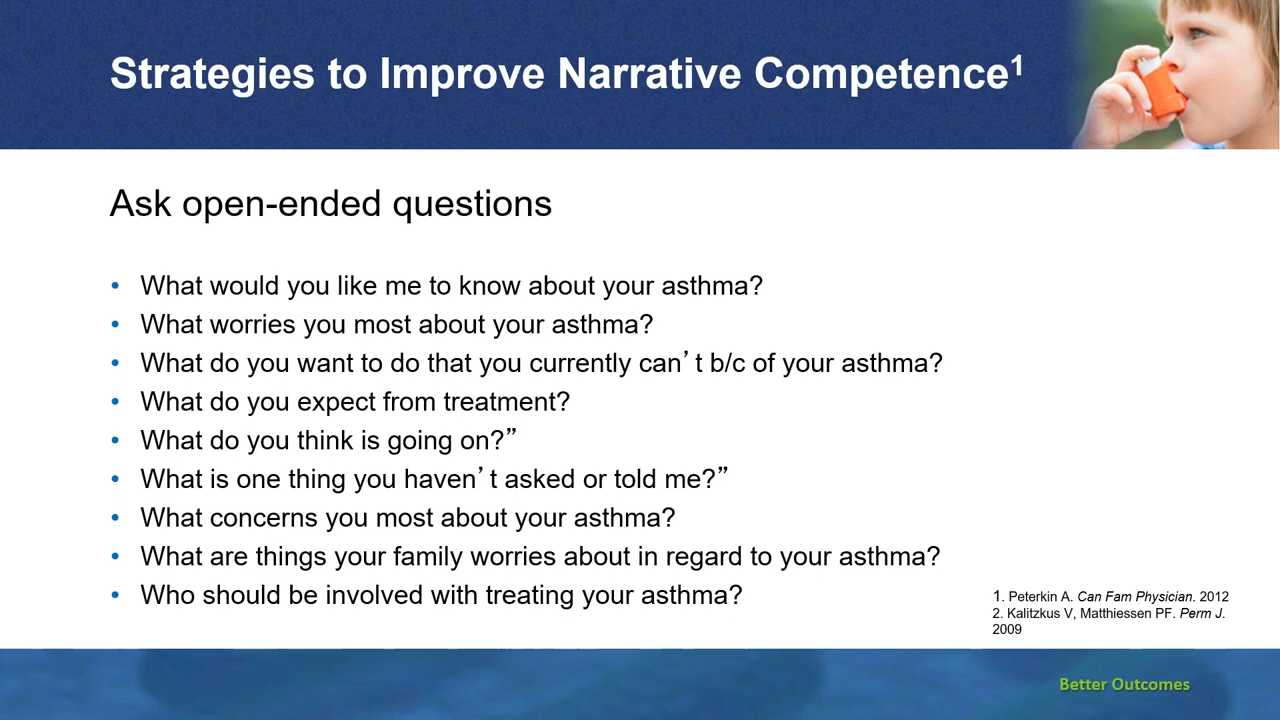 Strategies to Improve Narrative Competence1
Ask open-ended questions
• What would you like me to know about your asthma?
• What worries you most about your asthma?
• What do you want to do that you currently can’t b/c of your asthma?
• What do you expect from treatment?
• What do you think is going on?”
• What is one thing you haven’t asked or told me?”
• What concerns you most about your asthma?
• What are things your family worries about in regard to your asthma?
• Who should be involved with treating your asthma?
1. Peterkin A. Can Fam Physician. 2012
2. Kalitzkus V, Matthiessen PF. Perm J.
2009
Better Outcomes